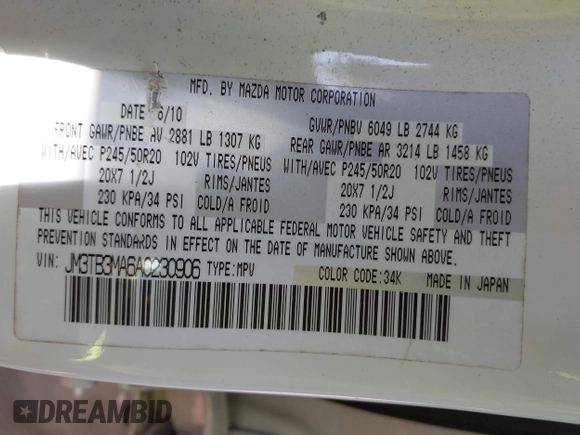 MFD. BY MAZDA MOTOR CORPORATION
DATE 6/10 GVWR/PNBV 6049 LB 2744 KG
FRONT GAWR/PNBE AV 2881 LB 1307 KG REAR GAWR/PNBE AR 3214 LB 1458 KG
WITH/AVEC P245/50R20 102V TIRES/PNEUS WITH/AVEC P245/50R20 102V TIRES/PNEUS
20X7 1/2J RIMS/JANTES 20X7 1/2J RIMS/JANTES
230 KPA/34 PSI COLD/A FROID 230 KPA/34 PSI COLD/A FROID
THIS VEHICLE CONFORMS TO ALL APPLICABLE FEDERAL MOTOR VEHICLE SAFETY AND THEFT
PREVENTION STANDARDS IN EFFECT ON THE DATE OF MANUFACTURE SHOWN ABOVE.
VIN: JM3TB3MA6A0230906 TYPE:MPV COLOR CODE:34K MADE IN JAPAN
DREAMBID